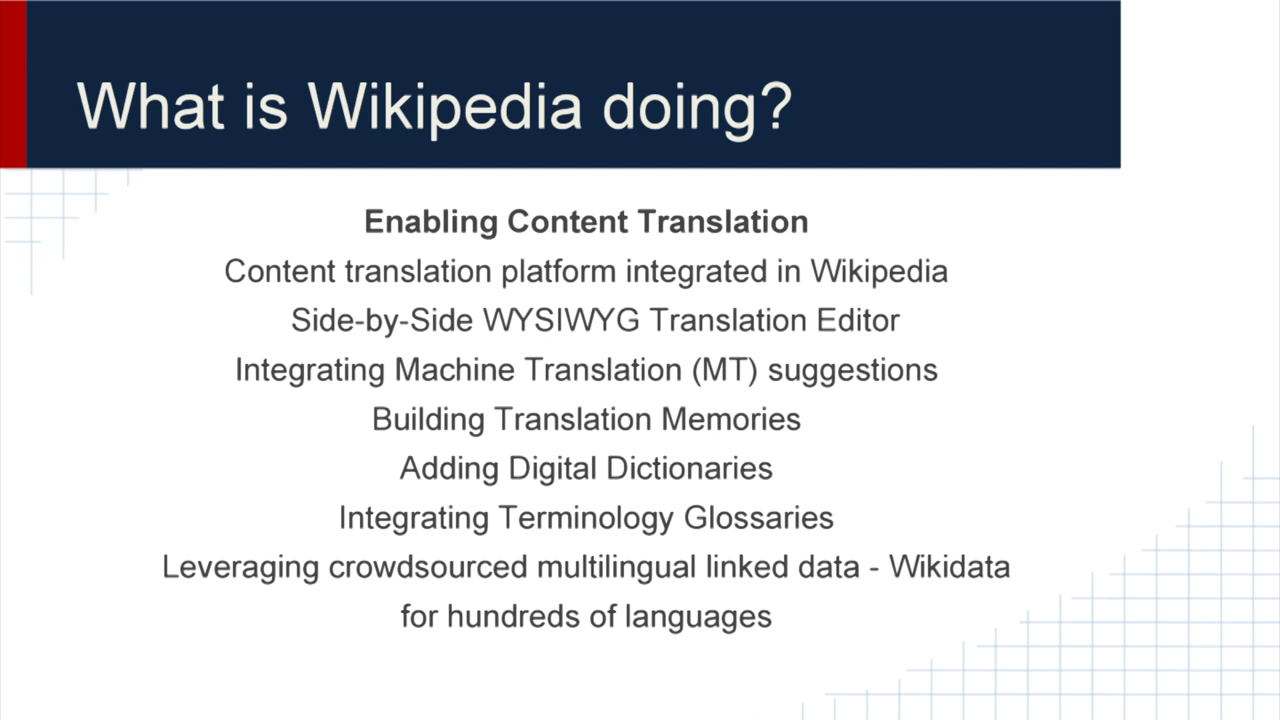 What is Wikipedia doing?
Enabling Content Translation
Content translation platform integrated in Wikipedia
Side-by-Side WYSIWYG Translation Editor
Integrating Machine Translation (MT) suggestions
Building Translation Memories
Adding Digital Dictionaries
Integrating Terminology Glossaries
Leveraging crowdsourced multilingual linked data - Wikidata
for hundreds of languages